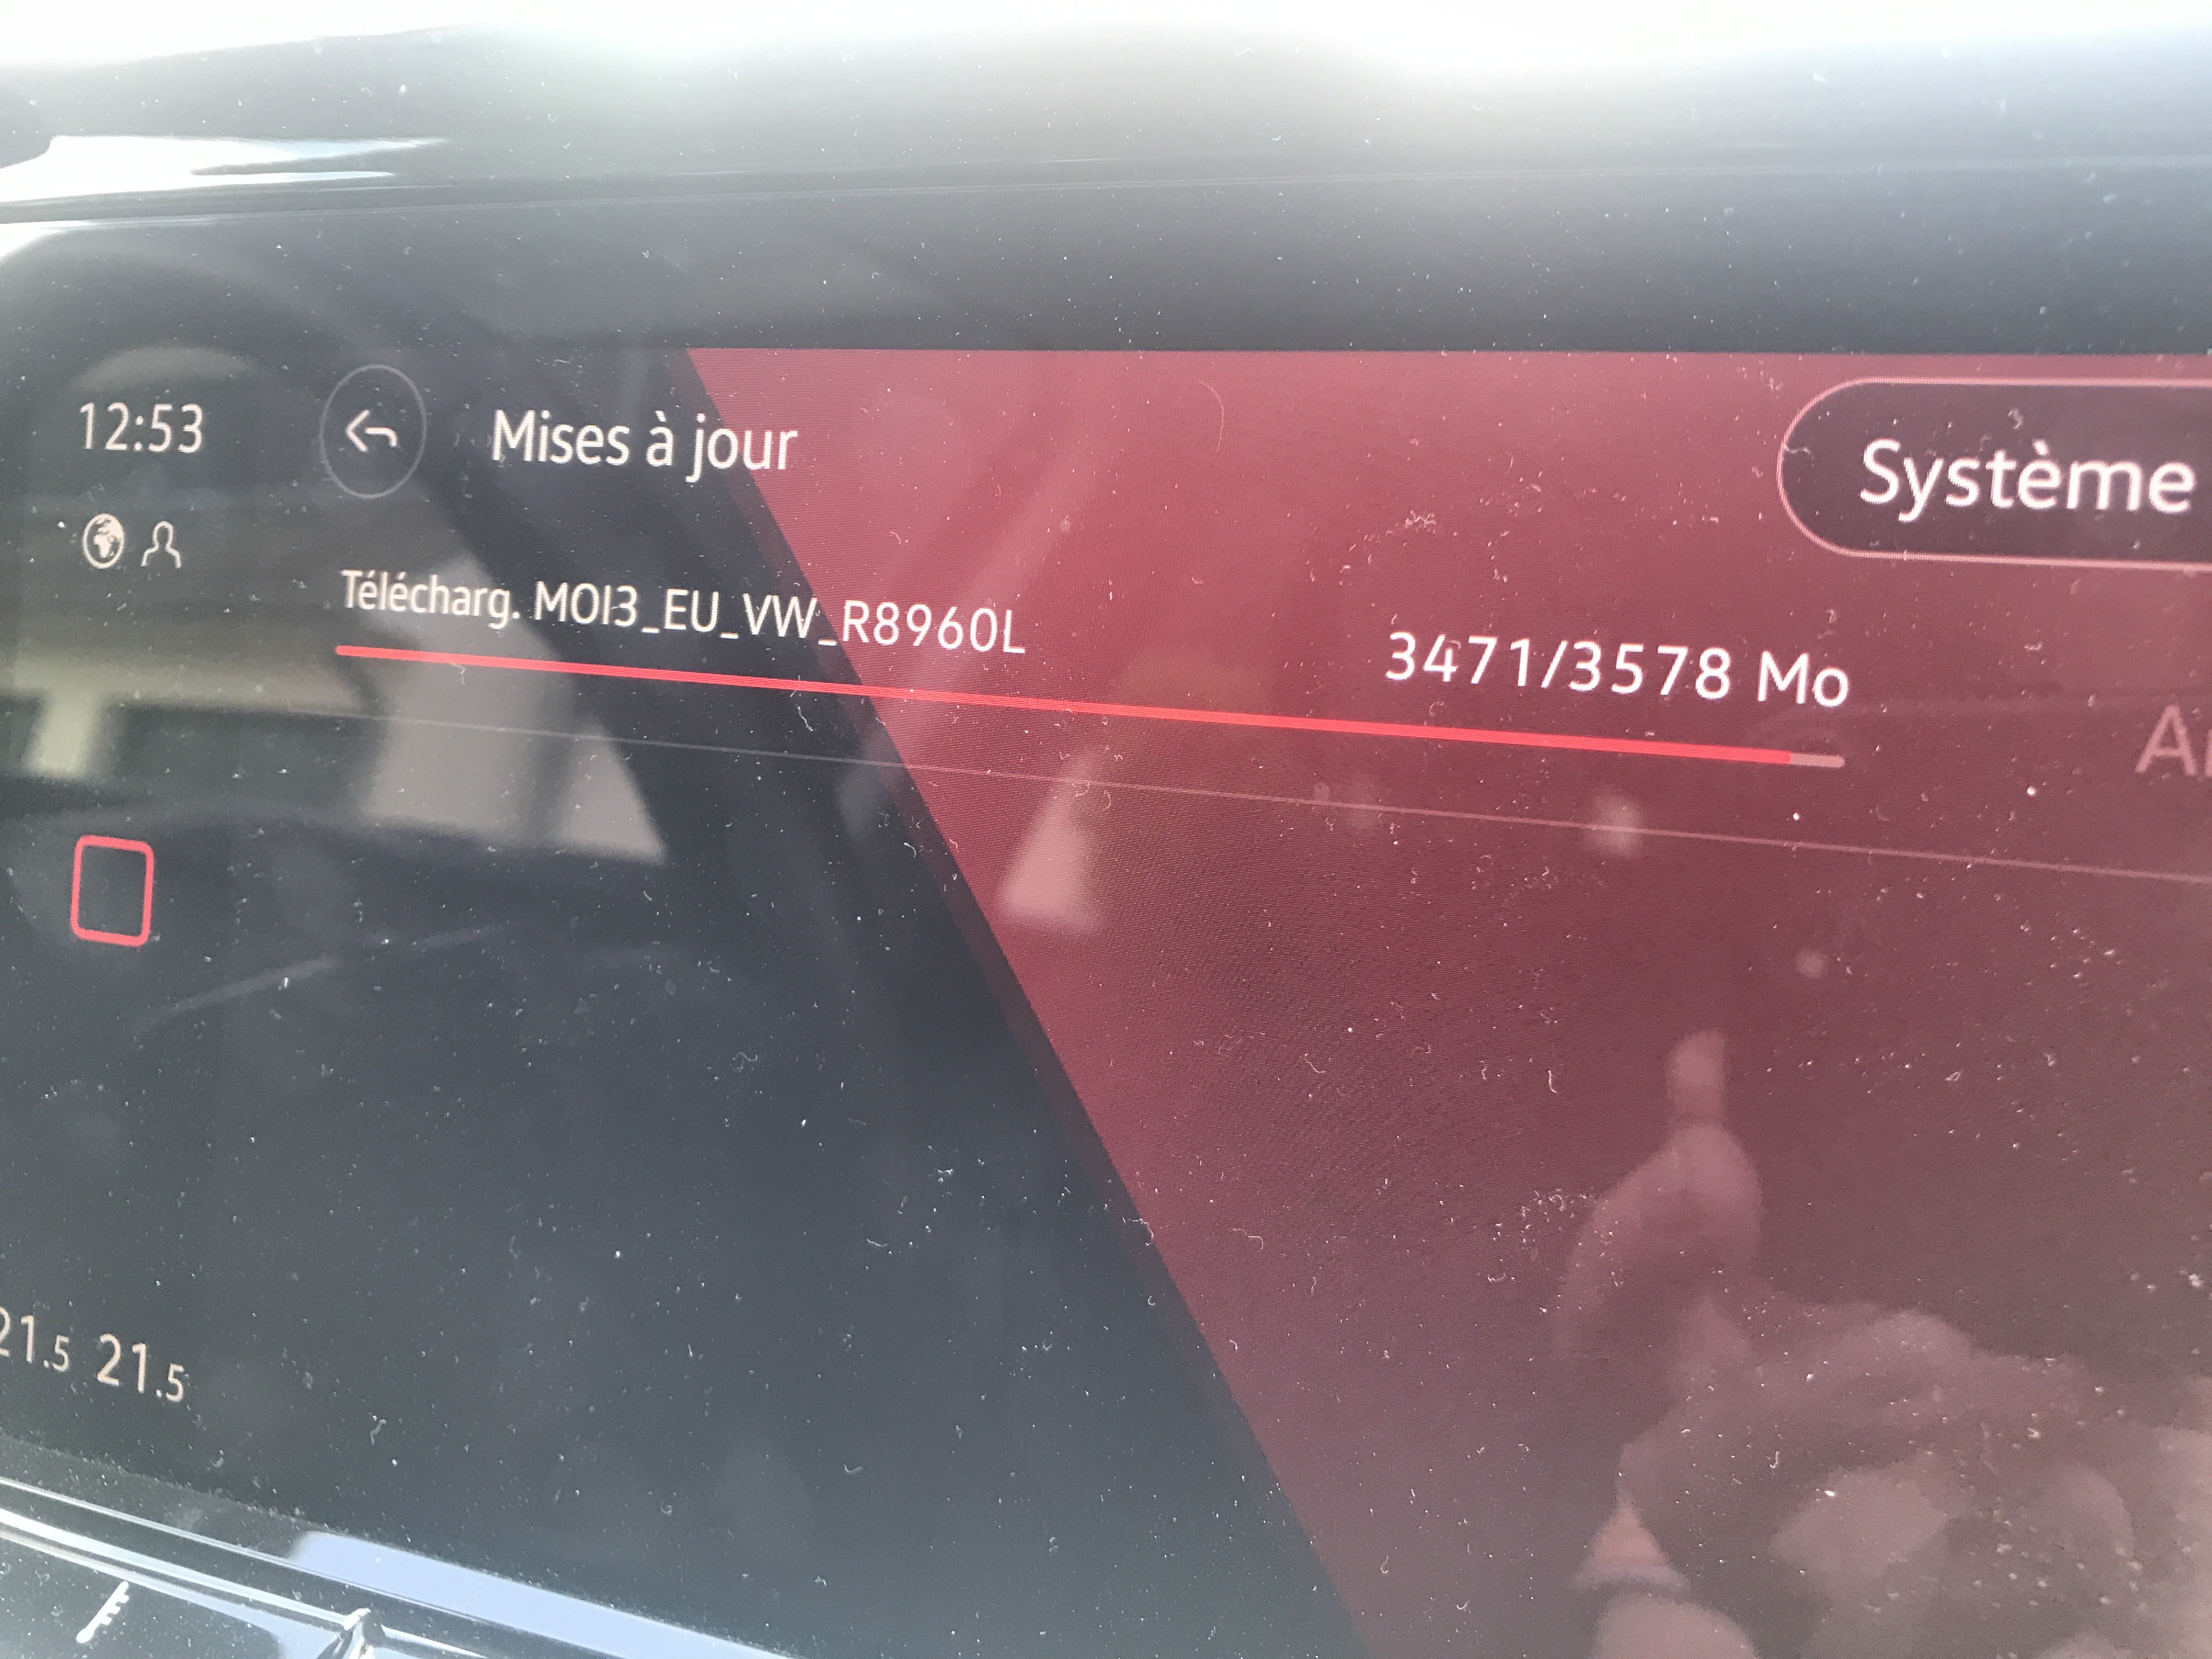 12:53
Mises à jour
Système
Télécharg. MOI3_EU_VW_R8960L
3471/3578 Mo
21.5 21.5